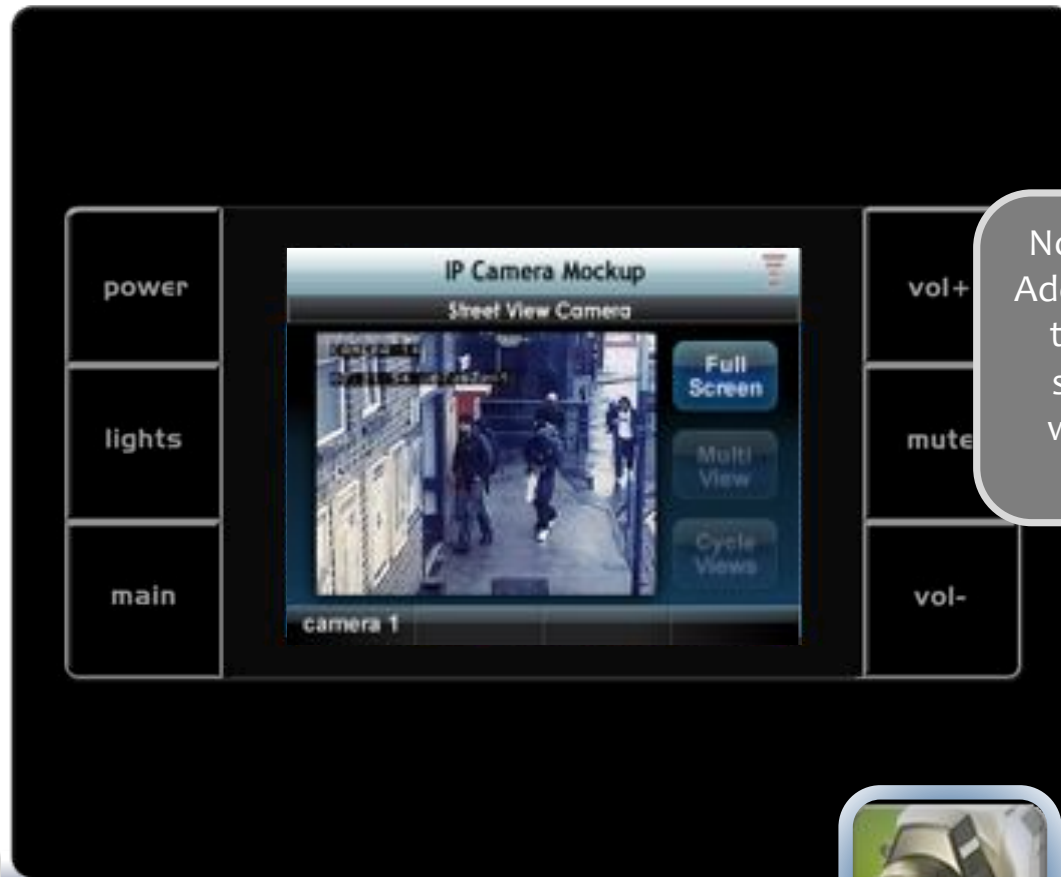 power
lights
main
IP Camera Mockup
Street View Camera
Full
Screen
Multi
View
Cycle
Views
camera 1
vol+
mute
vol-